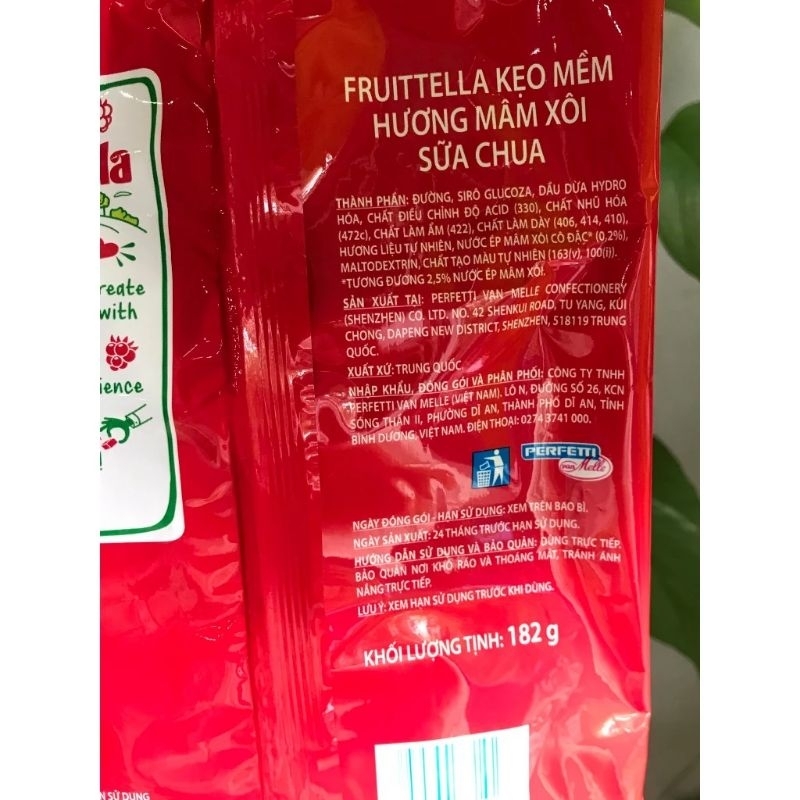 la
reate
with
ience
N SỬ DỤNG
FRUITTELLA KẸO MỀM
HƯƠNG MÂM XÔI
SỮA CHUA
THÀNH PHẦN: ĐƯỜNG, SIRÔ GLUCOZA, DẦU DỪA HYDRO
HÓA, CHẤT ĐIỀU CHỈNH ĐỘ ACID (330), CHẤT NHŨ HÓA
(472c), CHẤT LÀM ẨM (422), CHẤT LÀM DÀY (406, 414, 410),
HƯƠNG LIỆU TỰ NHIÊN, NƯỚC ÉP MÂM XÔI CÔ ĐẶC* (0,2%),
MALTODEXTRIN, CHẤT TẠO MÀU TỰ NHIÊN (163(v), 100(i)).
*TƯƠNG ĐƯƠNG 2,5% NƯỚC ÉP MÂM XÔI.
SẢN XUẤT TẠI: PERFETTI VAN MELLE CONFECTIONERY
(SHENZHEN) CO. LTD. NO. 42 SHENKUI ROAD, TU YANG, KÚI
CHONG, DAPENG NEW DISTRICT, SHENZHEN, 518119 TRUNG
QUỐC.
XUẤT XỨ: TRUNG QUỐC.
NHẬP KHẨU, ĐÓNG GÓI VÀ PHÂN PHỐI: CÔNG TY TNHH
PERFETTI VAN MELLE (VIỆT NAM). LÔ N, ĐƯỜNG SỐ 26, KCN
SÓNG THẦN II, PHƯỜNG DĨ AN, THÀNH PHỐ DĨ AN, TỈNH
BÌNH DƯƠNG, VIỆT NAM. ĐIỆN THOẠI: 0274 3741 000.
PERFETTI
van Melle
NGÀY ĐÓNG GÓI - HẠN SỬ DỤNG: XEM TRÊN BAO BÌ.
NGÀY SẢN XUẤT: 24 THÁNG TRƯỚC HẠN SỬ DỤNG.
HƯỚNG DẪN SỬ DỤNG VÀ BẢO QUẢN: DÙNG TRỰC TIẾP.
BẢO QUẢN NƠI KHÔ RÁO VÀ THOÁNG MÁT, TRÁNH ÁNH
NẮNG TRỰC TIẾP.
LƯU Ý: XEM HẠN SỬ DỤNG TRƯỚC KHI DÙNG.
KHỐI LƯỢNG TỊNH: 182 g